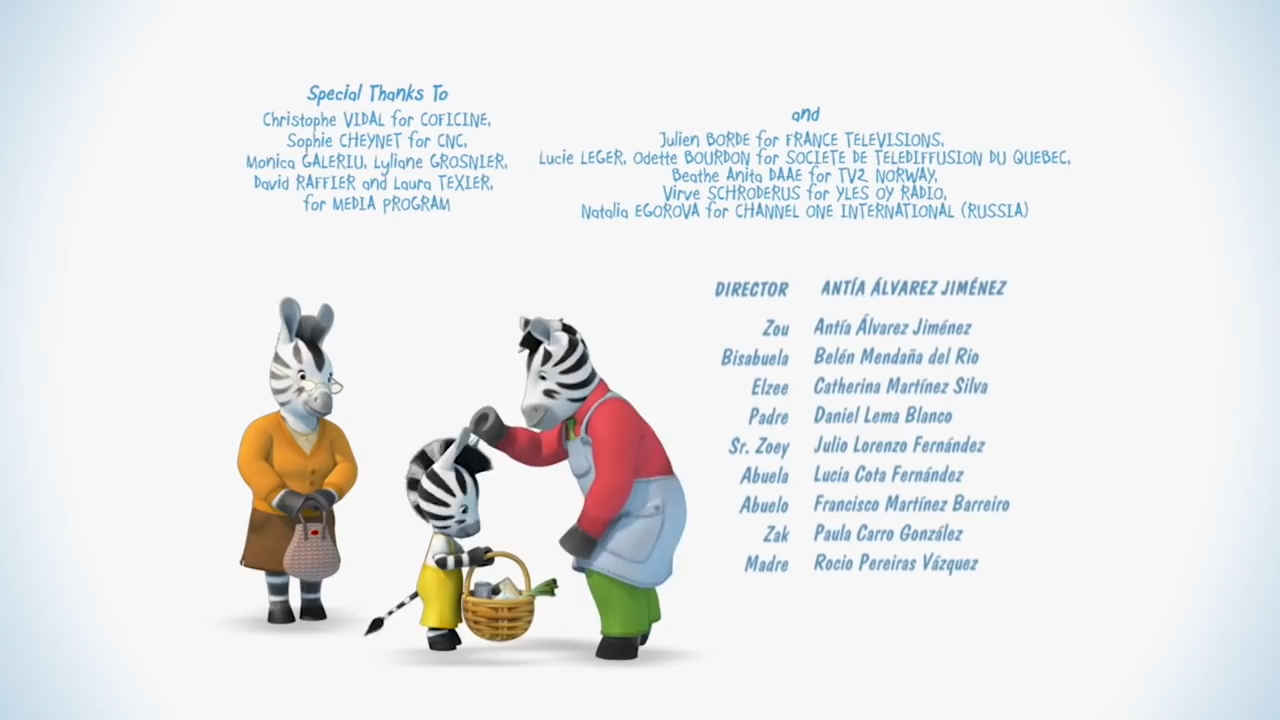 Special Thanks To
Christophe VIDAL for COFICINE,
Sophie CHEYNET for CNC,
Monica GALERIU, Lyliane GROSNIER,
David RAFFIER and Laura TEXIER,
for MEDIA PROGRAM
and
Julien BORDE for FRANCE TELEVISIONS,
Lucie LEGER, Odette BOURDON for SOCIETE DE TELEDIFFUSION DU QUEBEC,
Beathe Anita DAAE for TV2 NORWAY,
Virve SCHRODERUS for YLES OY RADIO,
Natalia EGOROVA for CHANNEL ONE INTERNATIONAL (RUSSIA)
DIRECTOR ANTÍA ÁLVAREZ JIMÉNEZ
Zou Antía Álvarez Jiménez
Bisabuela Belén Mendaña del Rio
Elzee Catherina Martínez Silva
Padre Daniel Lema Blanco
Sr. Zoey Julio Lorenzo Fernández
Abuela Lucia Cota Fernández
Abuelo Francisco Martínez Barreiro
Zak Paula Carro González
Madre Rocio Pereiras Vázquez